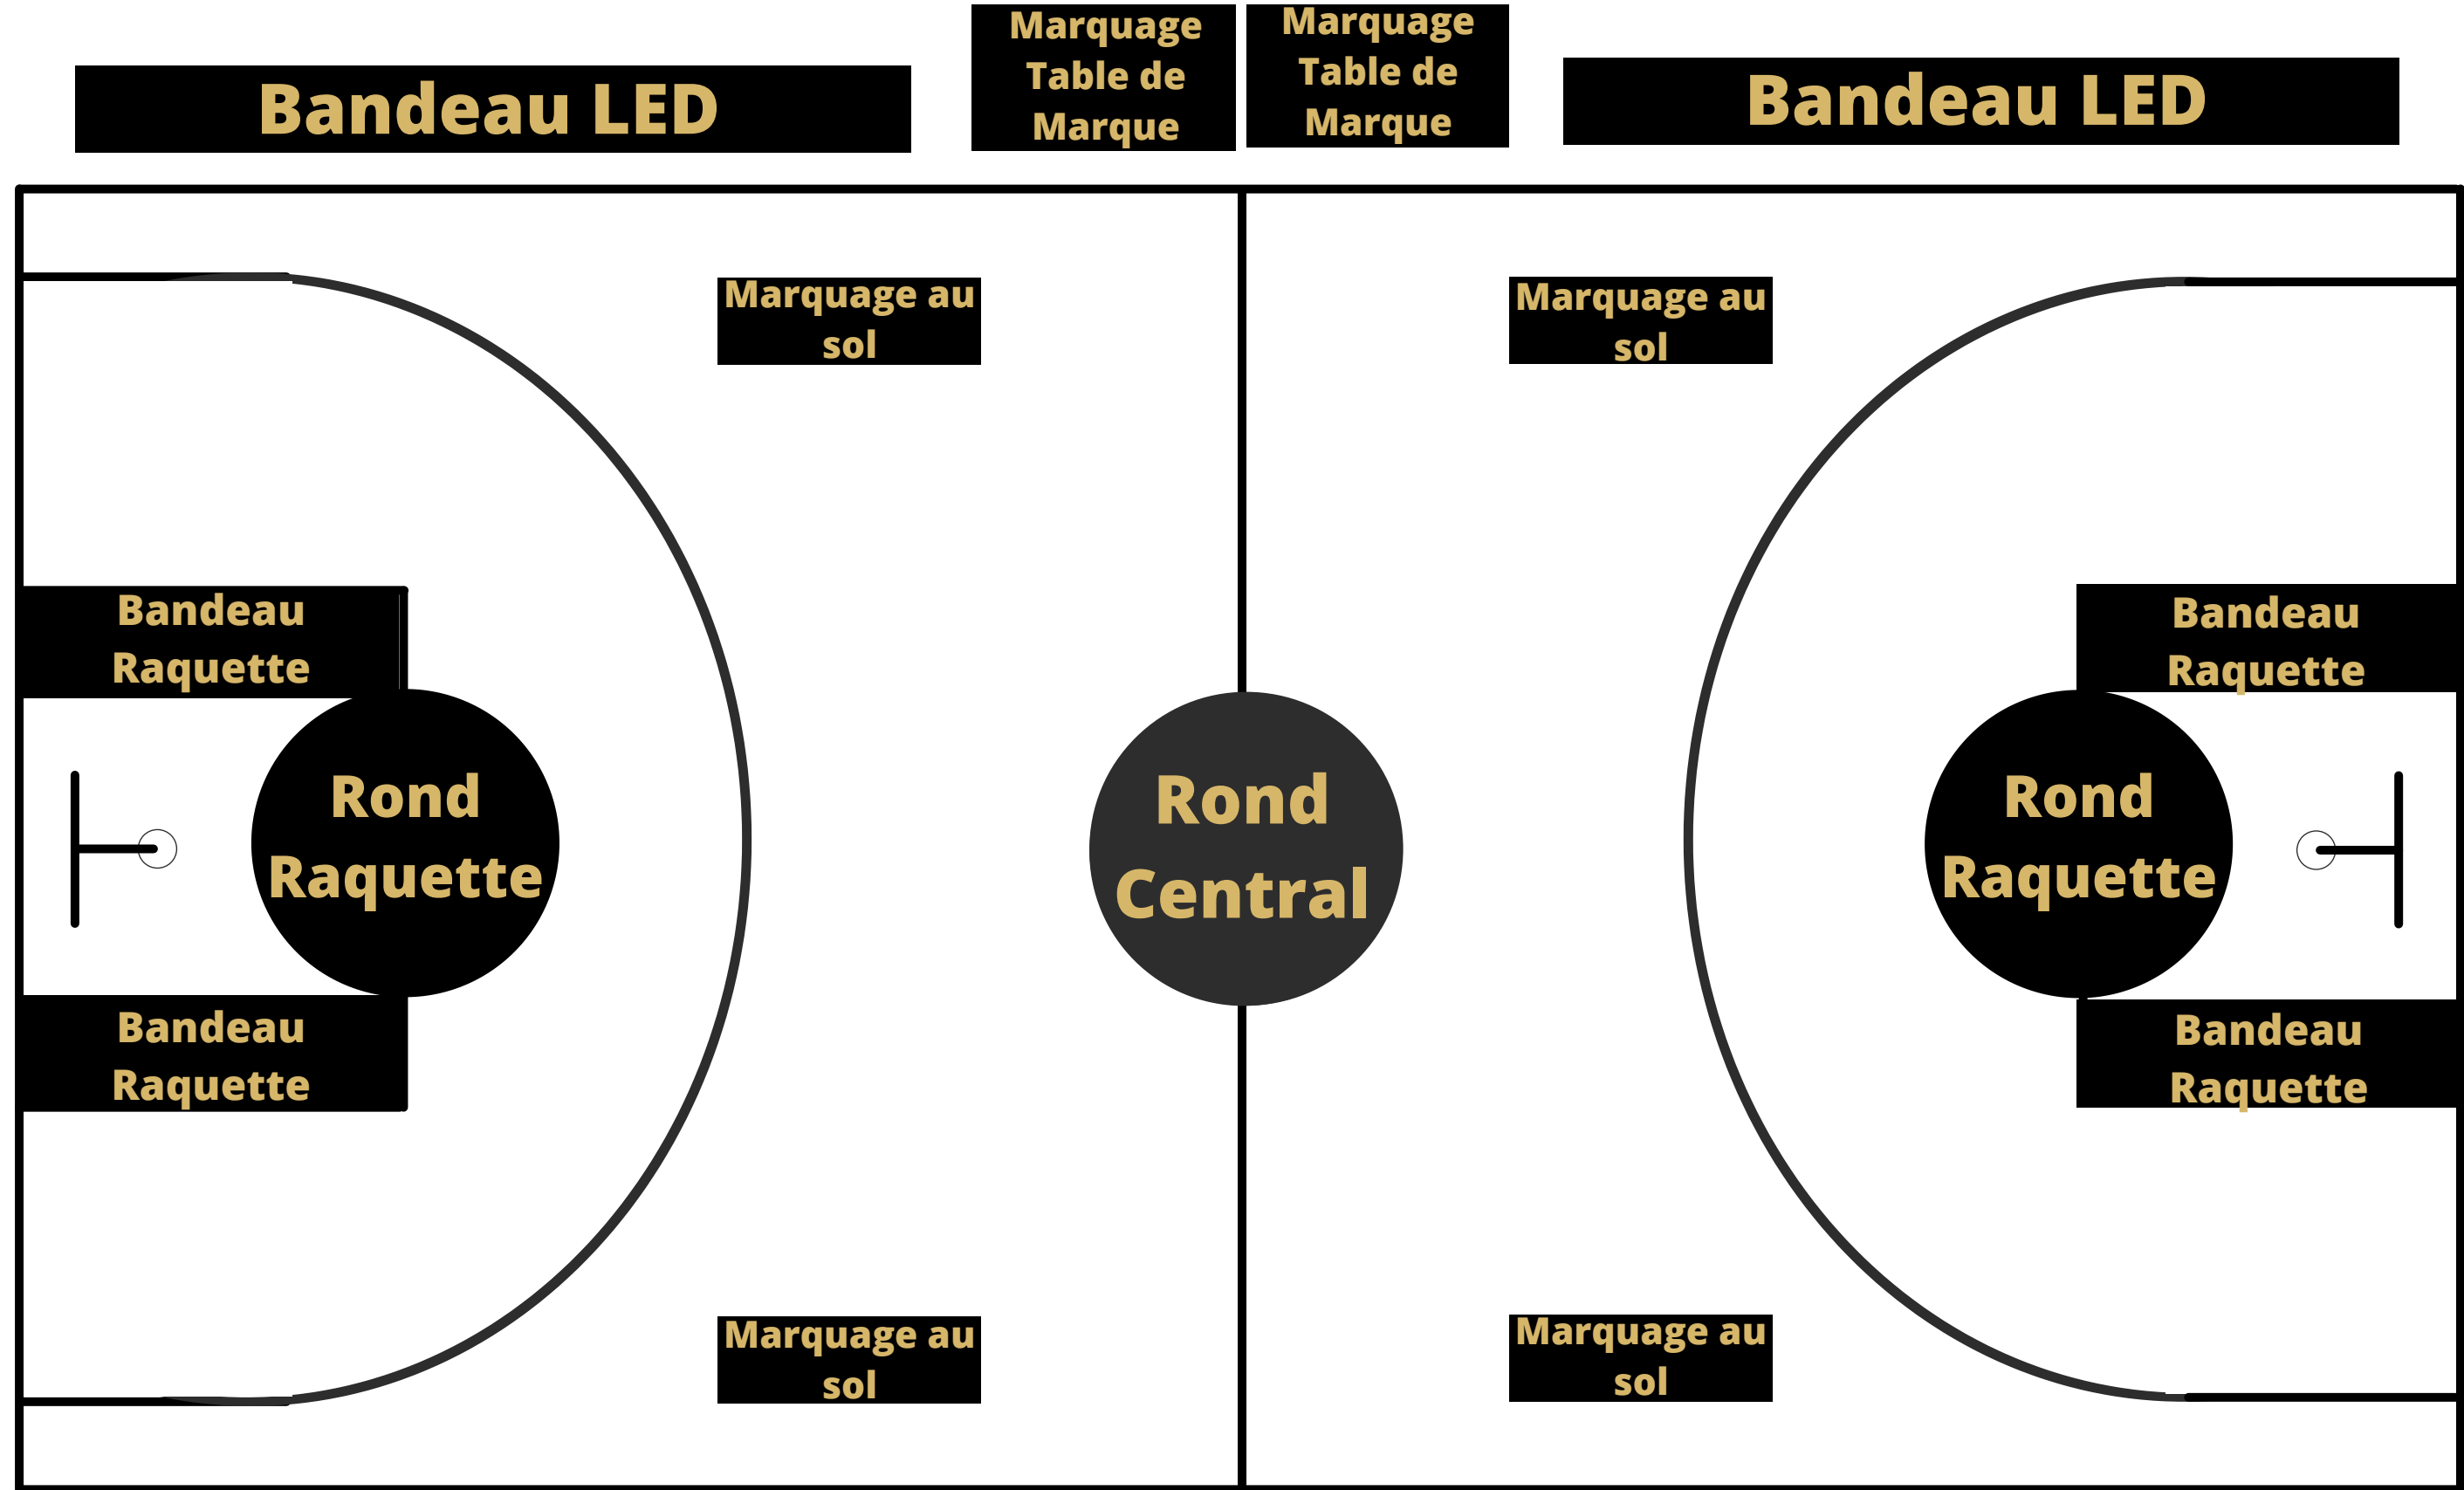 Marquage
Table de
Marque
Marquage
Table de
Marque
Bandeau LED
Bandeau LED
Marquage au
sol
Marquage au
sol
Bandeau
Raquette
Bandeau
Raquette
Rond
Raquette
Rond
Central
Rond
Raquette
Bandeau
Raquette
Bandeau
Raquette
Marquage au
sol
Marquage au
sol